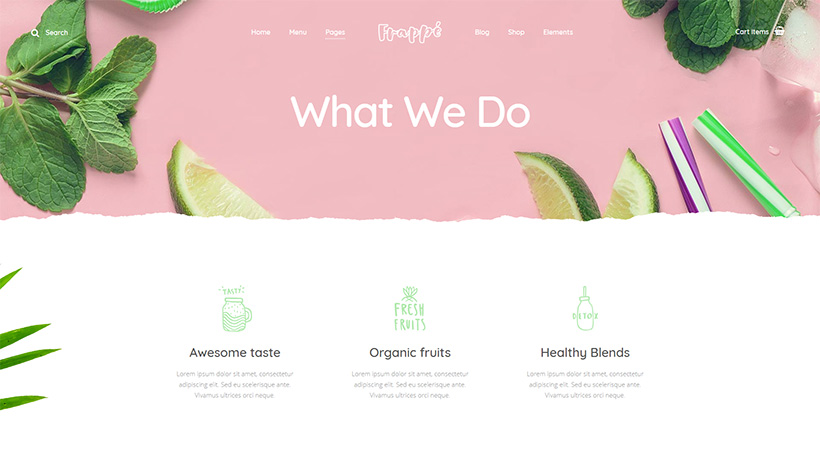 Search
Home Menu Pages Frappé Blog Shop Elements
Cart Items
What We Do
TASTY
FRESH
FRUITS
DETOX
Awesome taste Organic fruits Healthy Blends
Lorem ipsum dolor sit amet, consectetur Lorem ipsum dolor sit amet, consectetur Lorem ipsum dolor sit amet, consectetur
adipiscing elit. Sed eu scelerisque ante. adipiscing elit. Sed eu scelerisque ante. adipiscing elit. Sed eu scelerisque ante.
Vivamus ultrices orci neque. Vivamus ultrices orci neque. Vivamus ultrices orci neque.